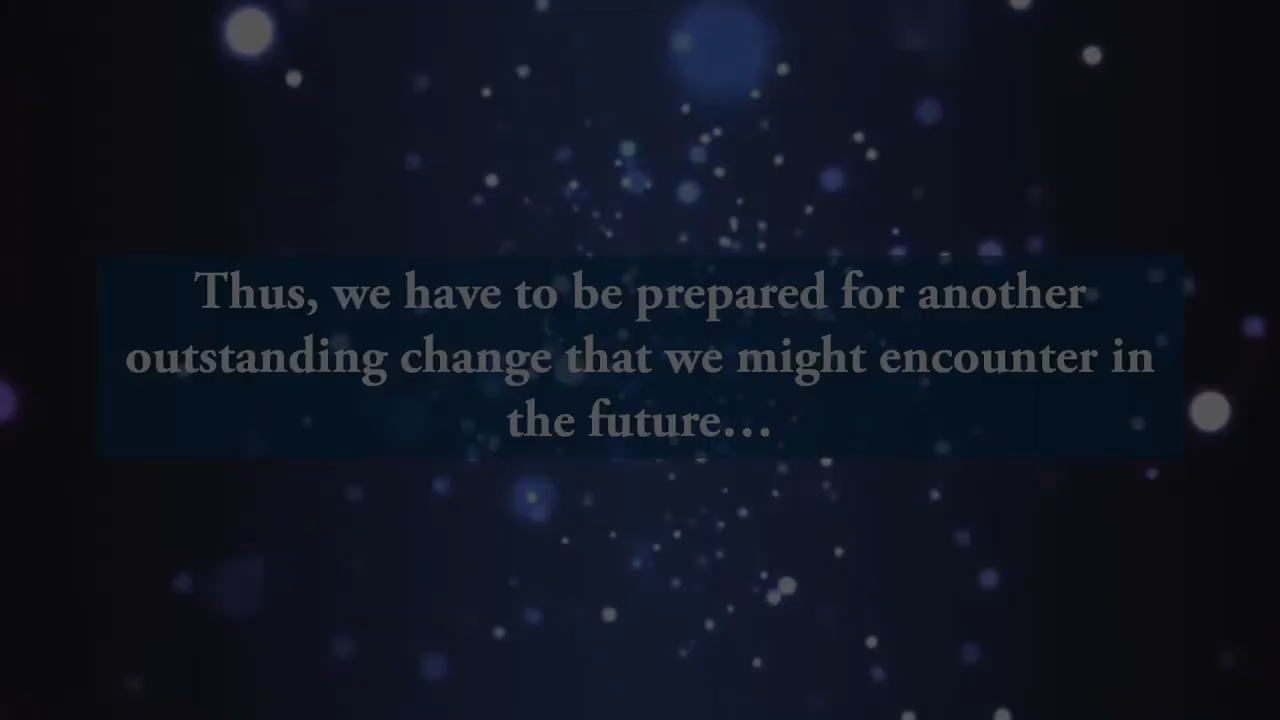 Thus, we have to be prepared for another
outstanding change that we might encounter in
the future…